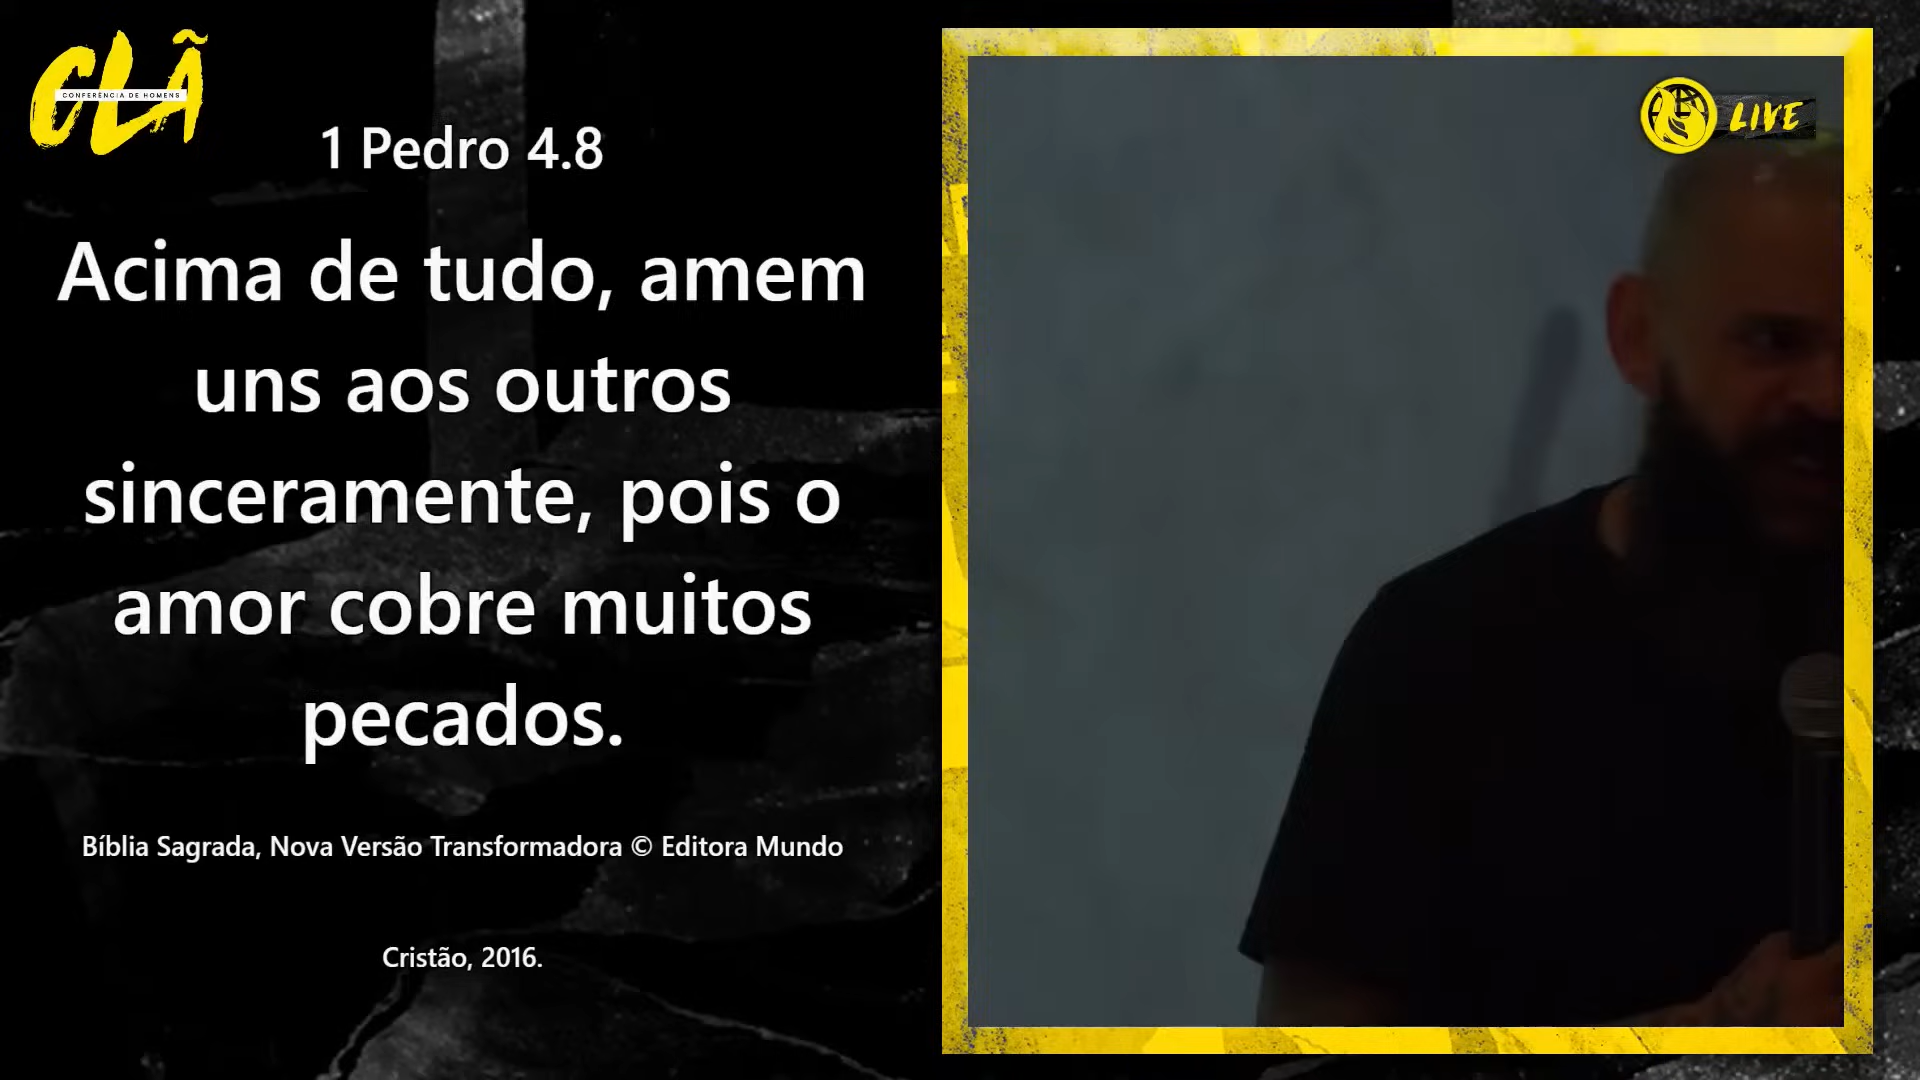 CLÃ
CONFERÊNCIA DE HOMENS
LIVE
1 Pedro 4.8
Acima de tudo, amem
uns aos outros
sinceramente, pois o
amor cobre muitos
pecados.
Bíblia Sagrada, Nova Versão Transformadora © Editora Mundo
Cristão, 2016.